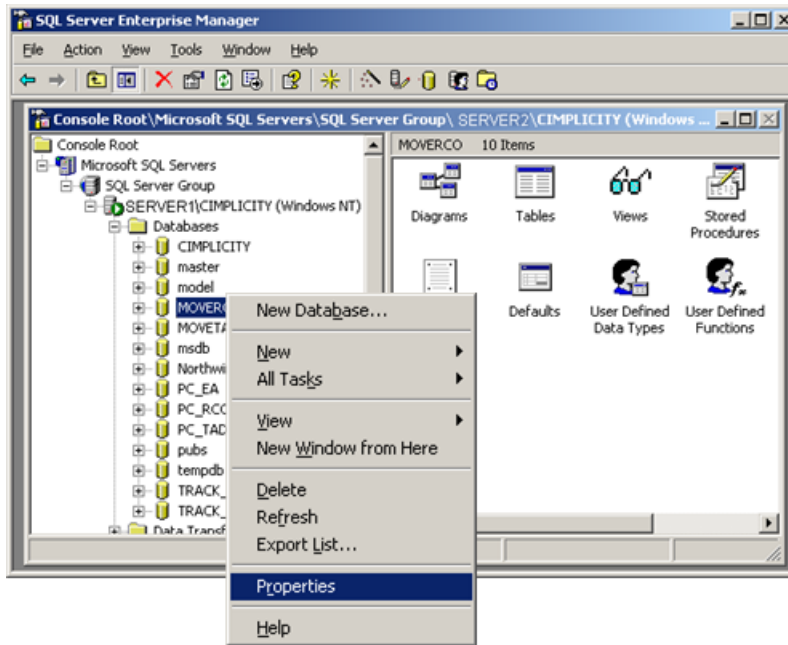 SQL Server Enterprise Manager
File Action View Tools Window Help
Console Root\Microsoft SQL Servers\SQL Server Group\ SERVER2\CIMPLICITY (Windows ...
Console Root
Microsoft SQL Servers
SQL Server Group
SERVER1\CIMPLICITY (Windows NT)
Databases
CIMPLICITY
master
model
MOVERC
MOVETA
msdb
Northwi
PC_EA
PC_RCO
PC_TAD
pubs
tempdb
TRACK_
TRACK_
Data Transf
MOVERCO 10 Items
Diagrams Tables Views Stored Procedures
Defaults User Defined Data Types User Defined Functions
New Database...
New
All Tasks
View
New Window from Here
Delete
Refresh
Export List...
Properties
Help